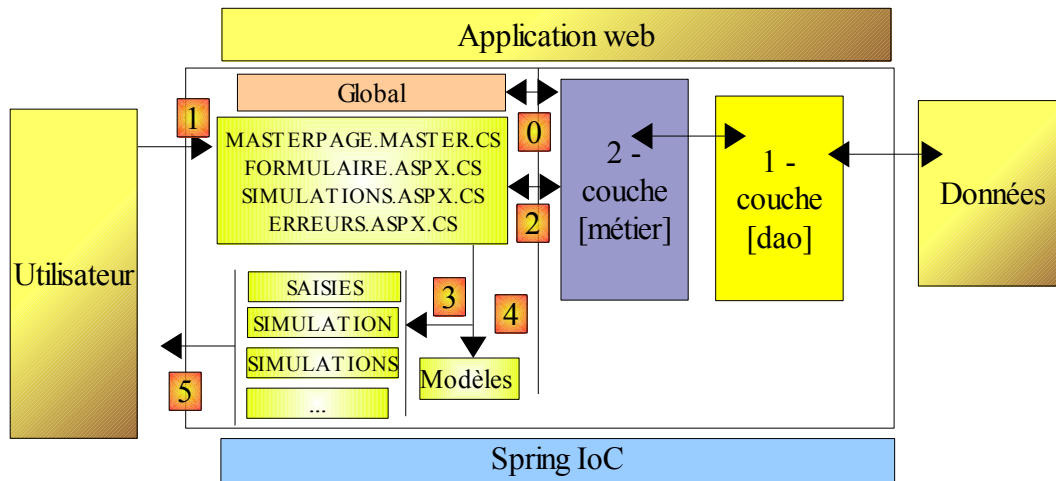 Application web
Global
1
0
MASTERPAGE.MASTER.CS
FORMULAIRE.ASPX.CS
SIMULATIONS.ASPX.CS
ERREURS.ASPX.CS
2
2 -
couche
[métier]
1 -
couche
[dao]
Données
Utilisateur
SAISIES
SIMULATION
SIMULATIONS
...
3
4
Modèles
5
Spring IoC